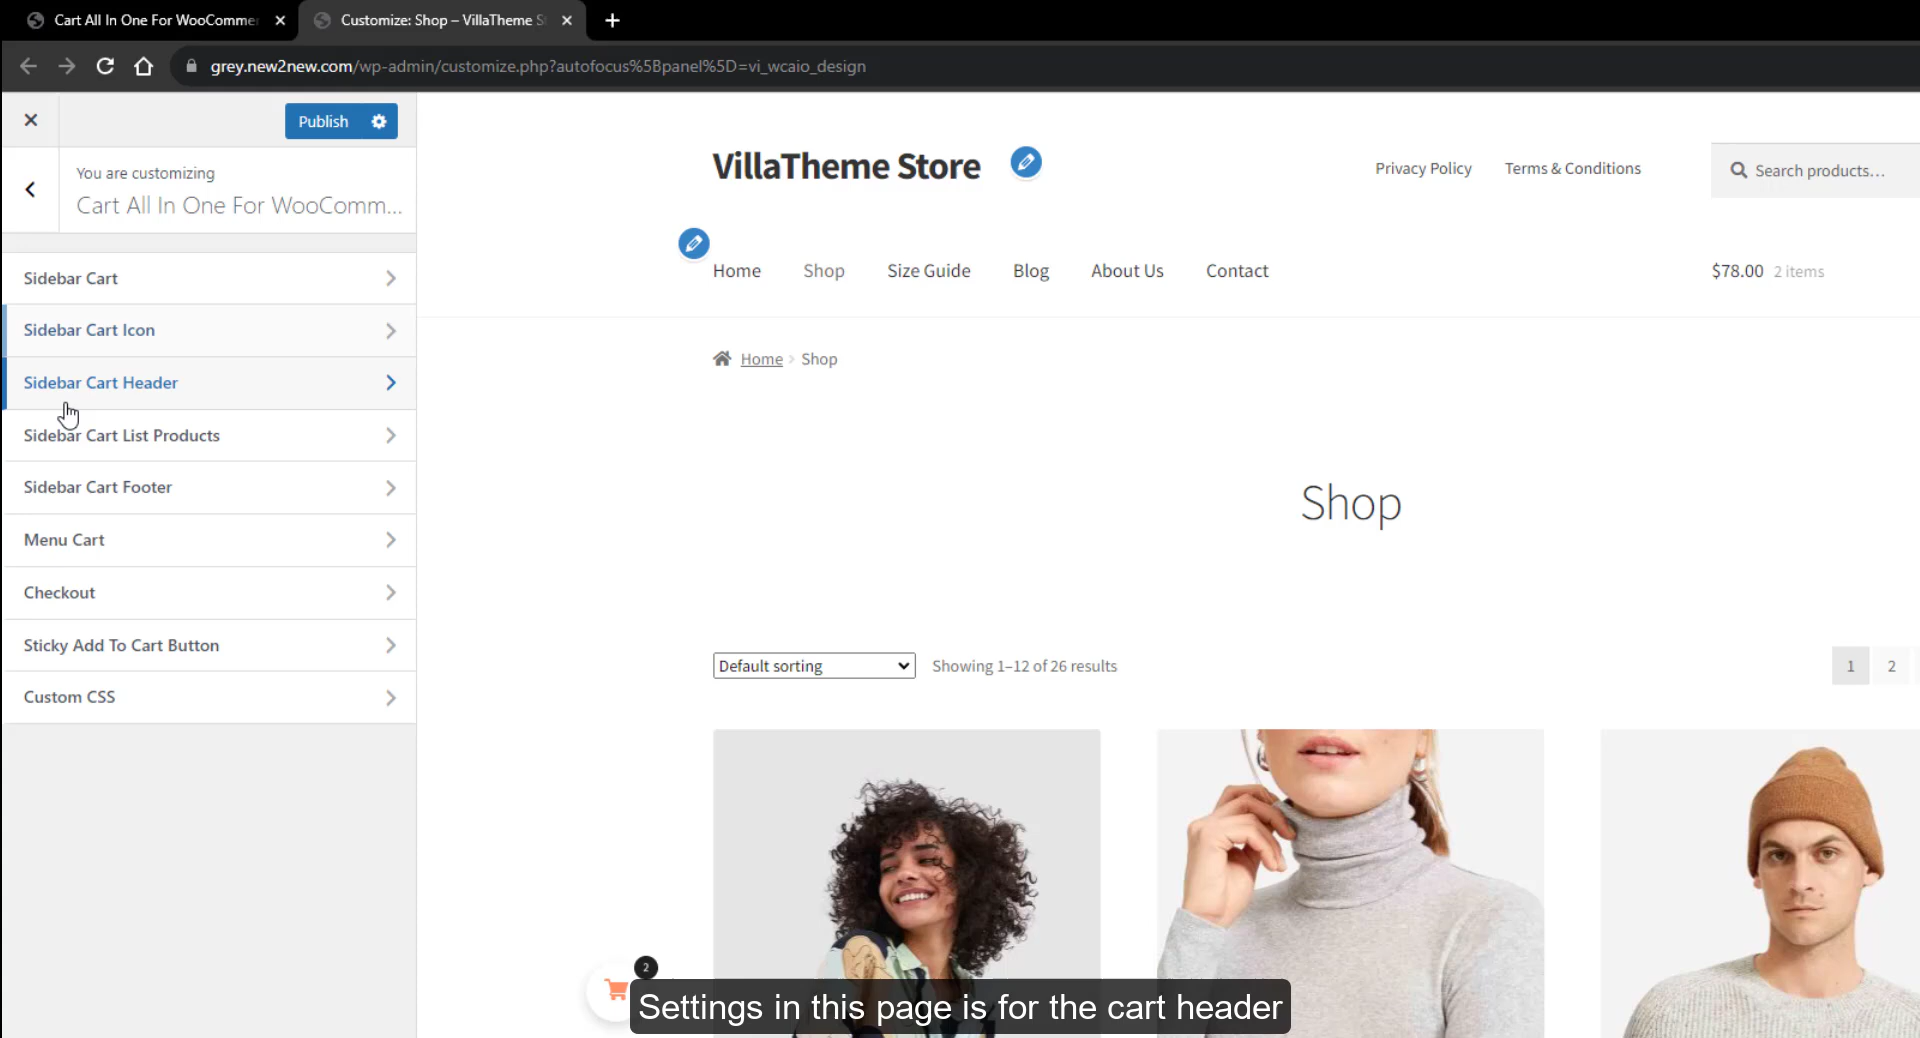 Cart All In One For WooComme
Customize: Shop – VillaTheme S
grey.new2new.com/wp-admin/customize.php?autofocus%5Bpanel%5D=vi_wcaio_design
Publish
You are customizing
Cart All In One For WooComm...
Sidebar Cart
Sidebar Cart Icon
Sidebar Cart Header
Sidebar Cart List Products
Sidebar Cart Footer
Menu Cart
Checkout
Sticky Add To Cart Button
Custom CSS
VillaTheme Store
Privacy Policy
Terms & Conditions
Search products...
Home
Shop
Size Guide
Blog
About Us
Contact
$78.00 2 items
Home
Shop
Shop
Default sorting
Showing 1–12 of 26 results
1
2
2
Settings in this page is for the cart header